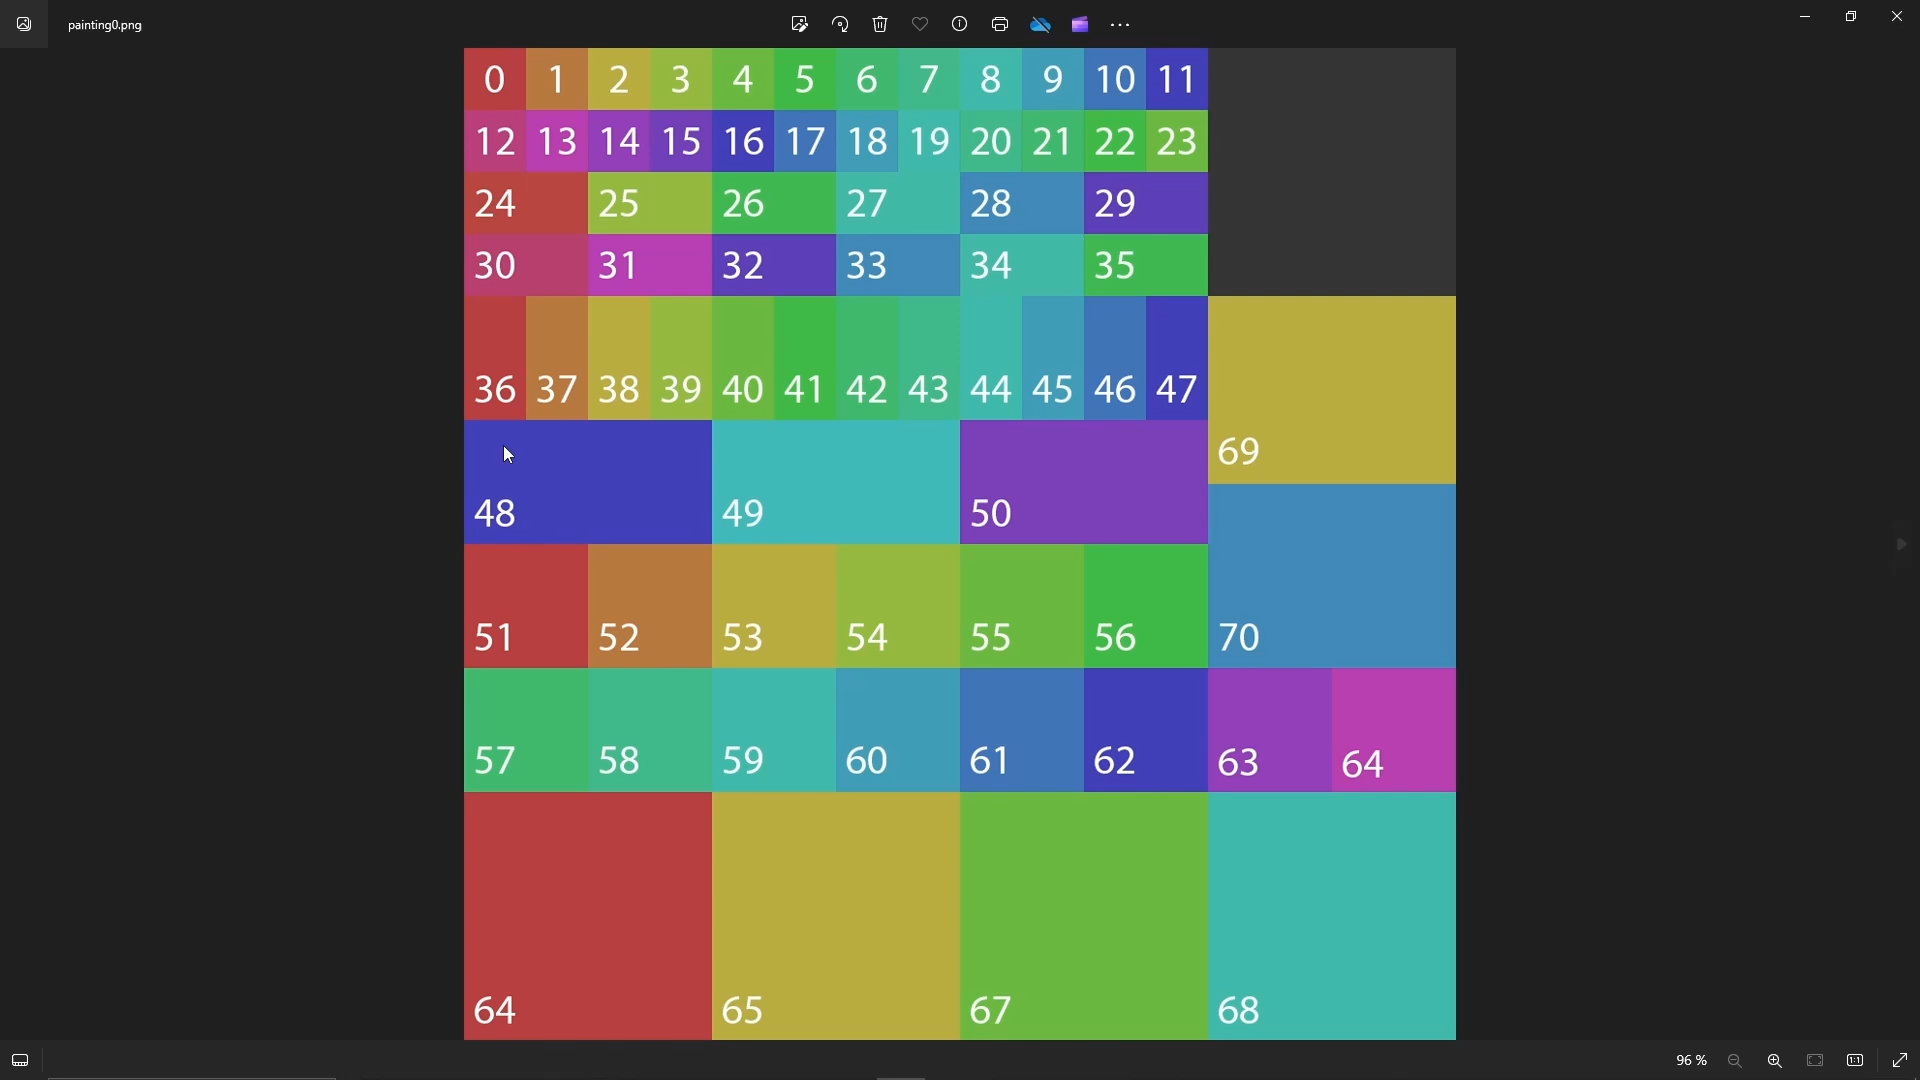 painting0.png
0 1 2 3 4 5 6 7 8 9 10 11
12 13 14 15 16 17 18 19 20 21 22 23
24 25 26 27 28 29
30 31 32 33 34 35
36 37 38 39 40 41 42 43 44 45 46 47
69
48 49 50
51 52 53 54 55 56 70
57 58 59 60 61 62 63 64
64 65 67 68
96 %
1:1